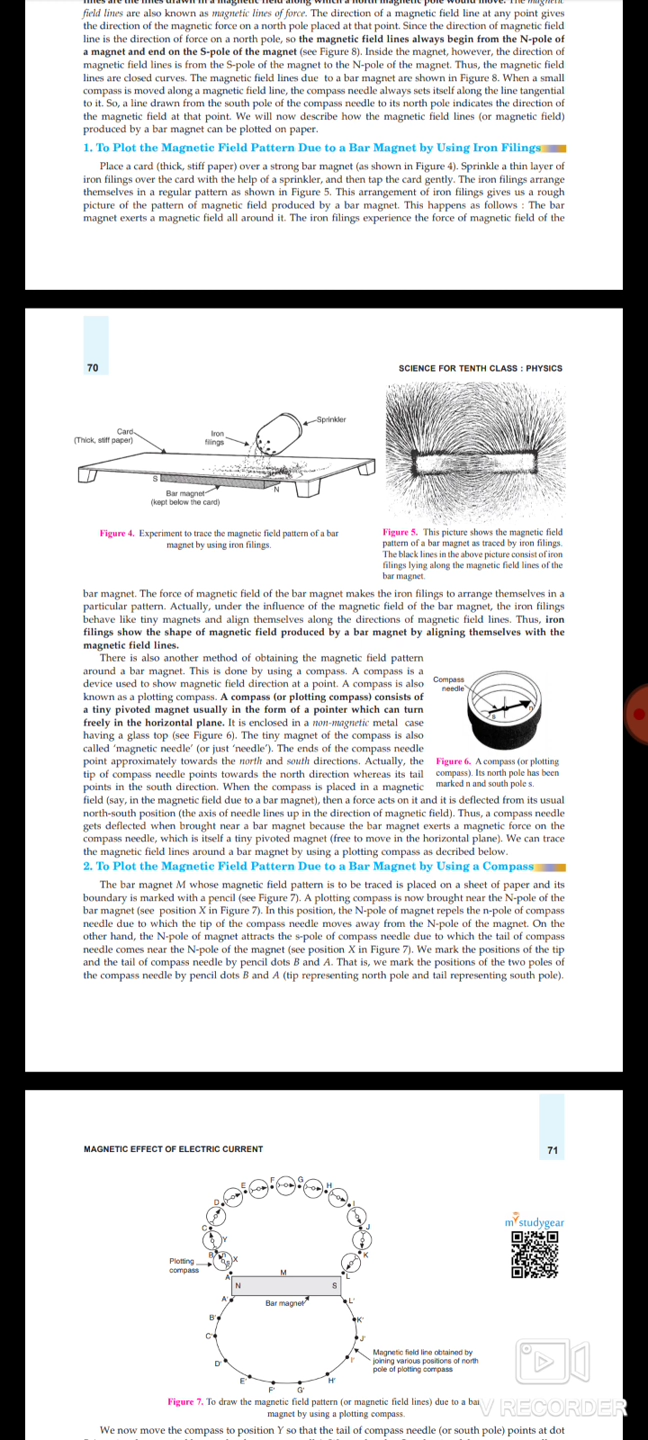 field lines are also known as magnetic lines of force. The direction of a magnetic field line at any point gives
the direction of the magnetic force on a north pole placed at that point. Since the direction of magnetic field
line is the direction of force on a north pole, so the magnetic field lines always begin from the N-pole of
a magnet and end on the S-pole of the magnet (see Figure 8). Inside the magnet, however, the direction of
magnetic field lines is from the S-pole of the magnet to the N-pole of the magnet. Thus, the magnetic field
lines are closed curves. The magnetic field lines due to a bar magnet are shown in Figure 8. When a small
compass is moved along a magnetic field line, the compass needle always sets itself along the line tangential
to it. So, a line drawn from the south pole of the compass needle to its north pole indicates the direction of
the magnetic field at that point. We will now describe how the magnetic field lines (or magnetic field)
produced by a bar magnet can be plotted on paper.
1. To Plot the Magnetic Field Pattern Due to a Bar Magnet by Using Iron Filings
Place a card (thick, stiff paper) over a strong bar magnet (as shown in Figure 4). Sprinkle a thin layer of
iron filings over the card with the help of a sprinkler, and then tap the card gently. The iron filings arrange
themselves in a regular pattern as shown in Figure 5. This arrangement of iron filings gives us a rough
picture of the pattern of magnetic field produced by a bar magnet. This happens as follows : The bar
magnet exerts a magnetic field all around it. The iron filings experience the force of magnetic field of the
70
SCIENCE FOR TENTH CLASS : PHYSICS
Sprinkler
Card
(Thick, stiff paper)
Iron
filings
S
N
Bar magnet
(kept below the card)
Figure 4. Experiment to trace the magnetic field pattern of a bar
magnet by using iron filings.
Figure 5. This picture shows the magnetic field
pattern of a bar magnet as traced by iron filings.
The black lines in the above picture consist of iron
filings lying along the magnetic field lines of the
bar magnet.
bar magnet. The force of magnetic field of the bar magnet makes the iron filings to arrange themselves in a
particular pattern. Actually, under the influence of the magnetic field of the bar magnet, the iron filings
behave like tiny magnets and align themselves along the directions of magnetic field lines. Thus, iron
filings show the shape of magnetic field produced by a bar magnet by aligning themselves with the
magnetic field lines.
There is also another method of obtaining the magnetic field pattern
around a bar magnet. This is done by using a compass. A compass is a
device used to show magnetic field direction at a point. A compass is also
known as a plotting compass. A compass (or plotting compass) consists of
a tiny pivoted magnet usually in the form of a pointer which can turn
freely in the horizontal plane. It is enclosed in a non-magnetic metal case
having a glass top (see Figure 6). The tiny magnet of the compass is also
called 'magnetic needle' (or just 'needle'). The ends of the compass needle
point approximately towards the north and south directions. Actually, the
tip of compass needle points towards the north direction whereas its tail
points in the south direction. When the compass is placed in a magnetic
Compass
needle
s
n
Figure 6. A compass (or plotting
compass). Its north pole has been
marked n and south pole s.
field (say, in the magnetic field due to a bar magnet), then a force acts on it and it is deflected from its usual
north-south position (the axis of needle lines up in the direction of magnetic field). Thus, a compass needle
gets deflected when brought near a bar magnet because the bar magnet exerts a magnetic force on the
compass needle, which is itself a tiny pivoted magnet (free to move in the horizontal plane). We can trace
the magnetic field lines around a bar magnet by using a plotting compass as decribed below.
2. To Plot the Magnetic Field Pattern Due to a Bar Magnet by Using a Compass
The bar magnet M whose magnetic field pattern is to be traced is placed on a sheet of paper and its
boundary is marked with a pencil (see Figure 7). A plotting compass is now brought near the N-pole of the
bar magnet (see position X in Figure 7). In this position, the N-pole of magnet repels the n-pole of compass
needle due to which the tip of the compass needle moves away from the N-pole of the magnet. On the
other hand, the N-pole of magnet attracts the s-pole of compass needle due to which the tail of compass
needle comes near the N-pole of the magnet (see position X in Figure 7). We mark the positions of the tip
and the tail of compass needle by pencil dots B and A. That is, we mark the positions of the two poles of
the compass needle by pencil dots B and A (tip representing north pole and tail representing south pole).
MAGNETIC EFFECT OF ELECTRIC CURRENT
71
D E F G H I
C J
Y
B X K
Plotting
compass
A M L
N S
Bar magnet
A' L'
B' K'
C' J'
D' I'
E' F' G' H'
Magnetic field line obtained by
joining various positions of north
pole of plotting compass
mystudygear
Figure 7. To draw the magnetic field pattern (or magnetic field lines) due to a bar
magnet by using a plotting compass.
V RECORDER
We now move the compass to position Y so that the tail of compass needle (or south pole) points at dot